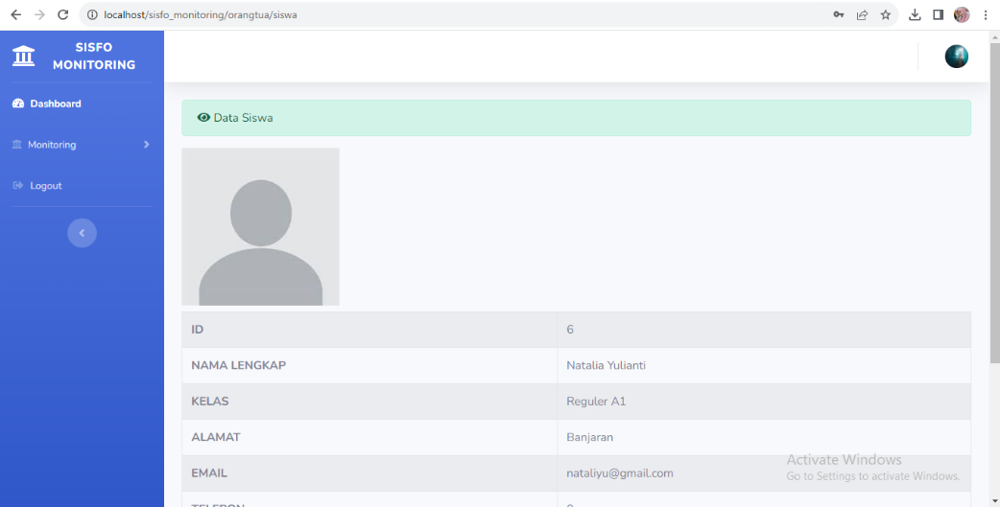 localhost/sisfo_monitoring/orangtua/siswa
SISFO
MONITORING
Dashboard
Monitoring
Logout
Data Siswa
ID 6
NAMA LENGKAP Natalia Yulianti
KELAS Reguler A1
ALAMAT Banjaran
EMAIL nataliyu@gmail.com
TELEPON
Activate Windows
Go to Settings to activate Windows.